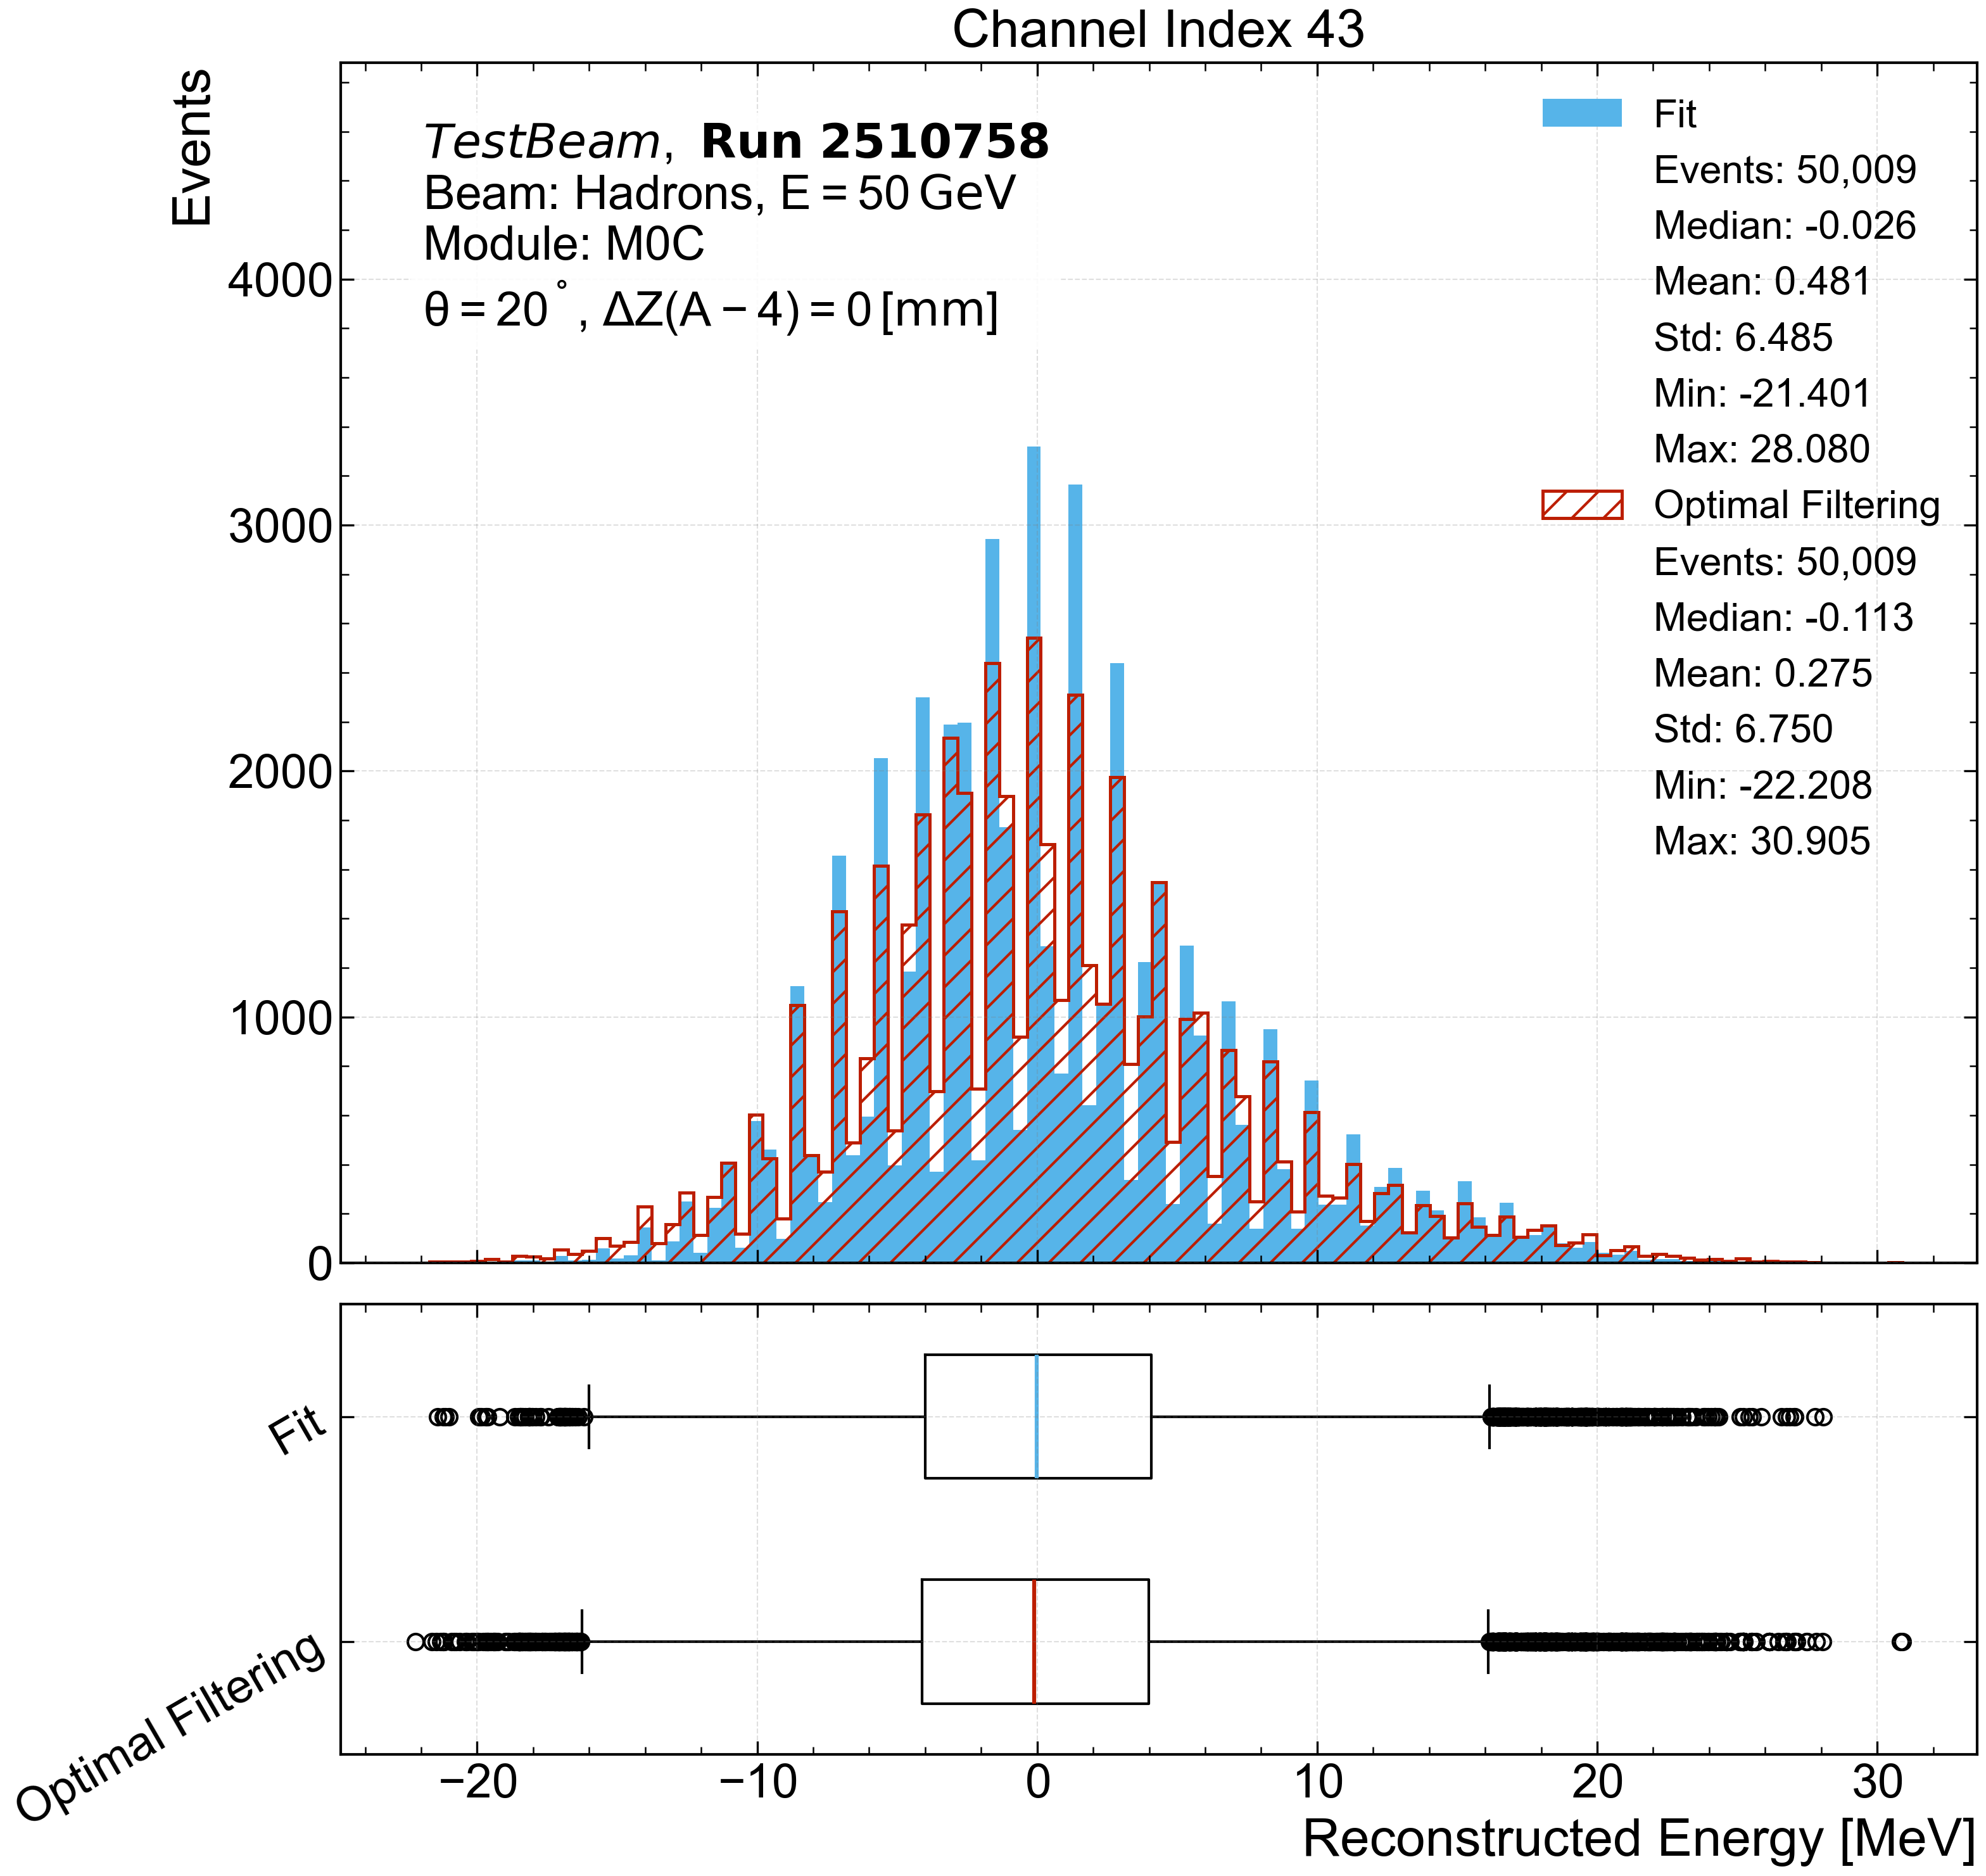 Channel Index 43
Events
TestBeam, Run 2510758
Beam: Hadrons, E = 50 GeV
Module: M0C
θ = 20°, ΔZ(A − 4) = 0 [mm]
Fit
Events: 50,009
Median: -0.026
Mean: 0.481
Std: 6.485
Min: -21.401
Max: 28.080
Optimal Filtering
Events: 50,009
Median: -0.113
Mean: 0.275
Std: 6.750
Min: -22.208
Max: 30.905
4000
3000
2000
1000
0
Fit
Optimal Filtering
−20 −10 0 10 20 30
Reconstructed Energy [MeV]